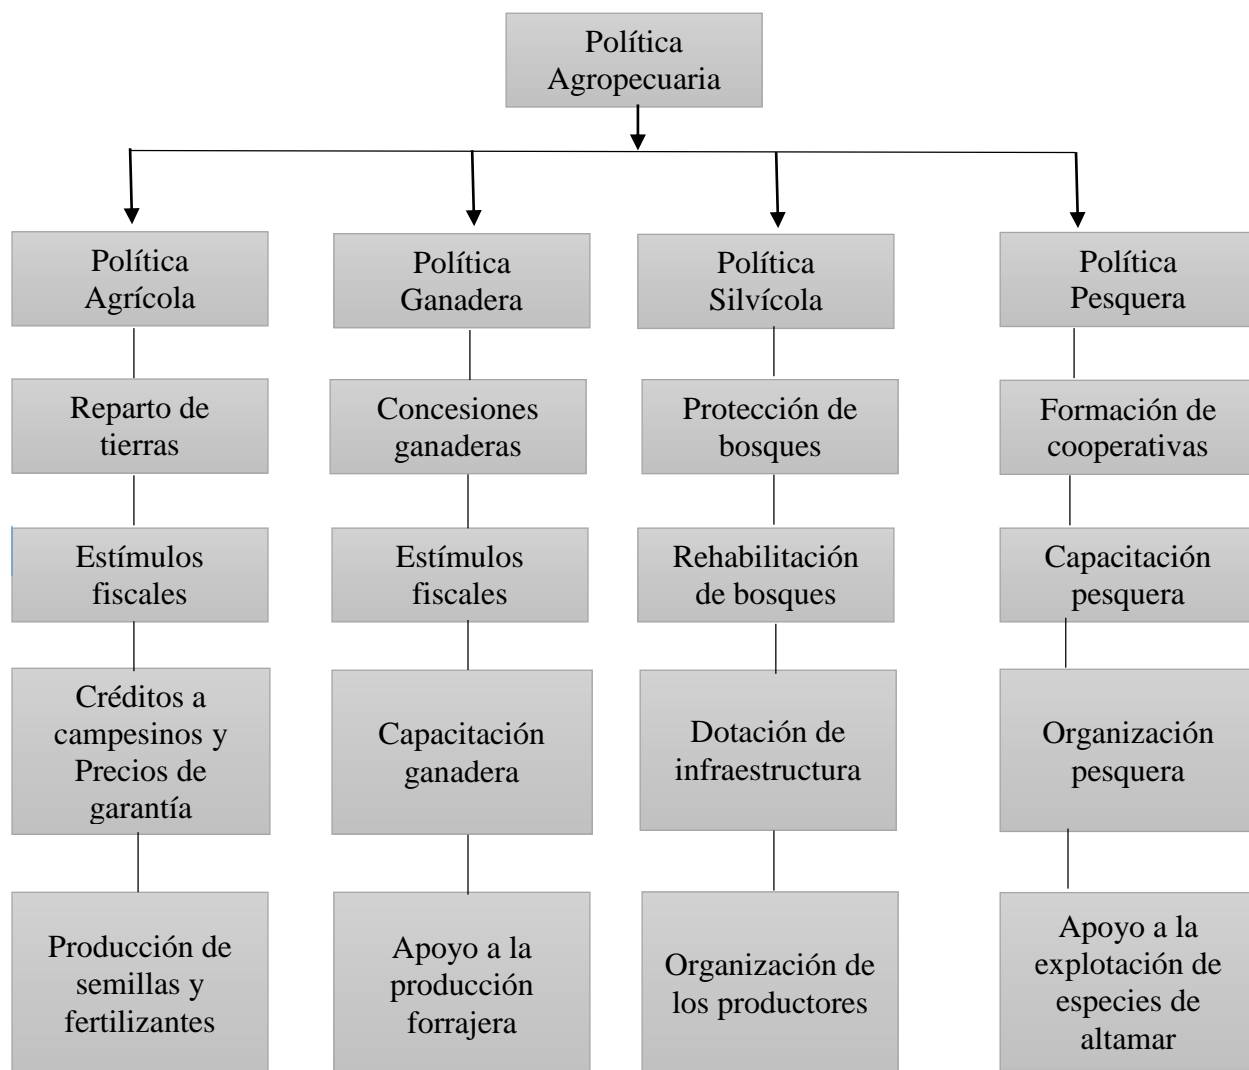 Política
Agropecuaria
Política
Agrícola
Política
Ganadera
Política
Silvícola
Política
Pesquera
Reparto de
tierras
Concesiones
ganaderas
Protección de
bosques
Formación de
cooperativas
Estímulos
fiscales
Estímulos
fiscales
Rehabilitación
de bosques
Capacitación
pesquera
Créditos a
campesinos y
Precios de
garantía
Capacitación
ganadera
Dotación de
infraestructura
Organización
pesquera
Producción de
semillas y
fertilizantes
Apoyo a la
producción
forrajera
Organización de
los productores
Apoyo a la
explotación de
especies de
altamar